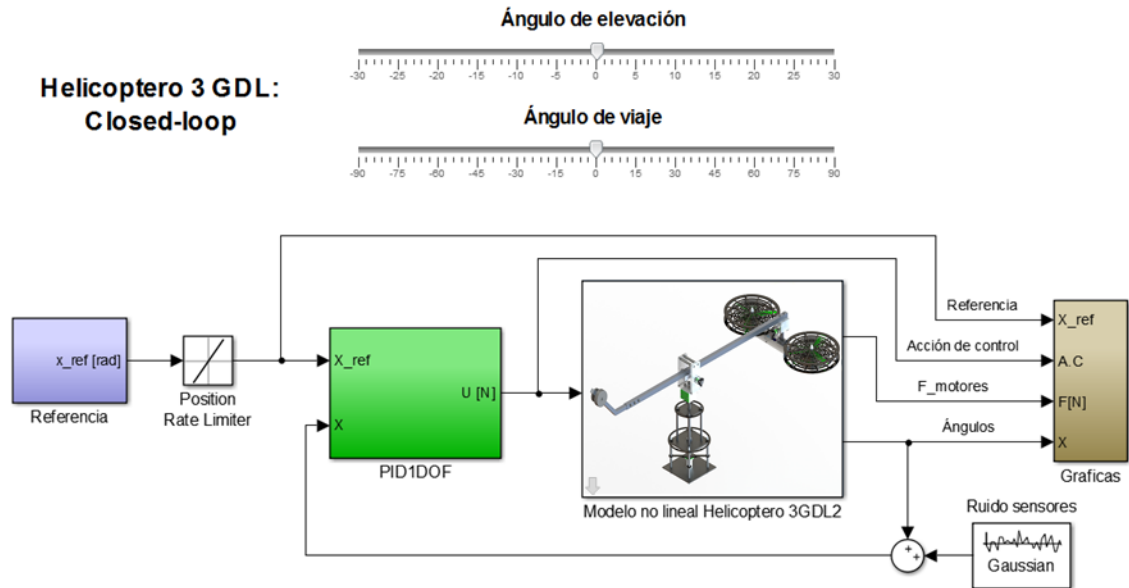 Ángulo de elevación
-30 -25 -20 -15 -10 -5 0 5 10 15 20 25 30
Helicoptero 3 GDL:
Closed-loop
Ángulo de viaje
-90 -75 -60 -45 -30 -15 0 15 30 45 60 75 90
x_ref [rad]
Referencia
Position
Rate Limiter
X_ref
X
U [N]
PID1DOF
Modelo no lineal Helicoptero 3GDL2
Referencia
Acción de control
F_motores
Ángulos
X_ref
A.C
F[N]
X
Graficas
Ruido sensores
+
+
Gaussian